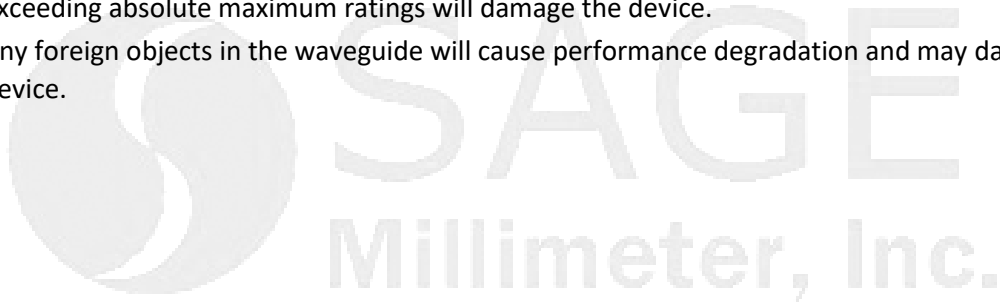 xceeding absolute maximum ratings will damage the device.
ny foreign objects in the waveguide will cause performance degradation and may da
evice.
SAGE
Millimeter, Inc.